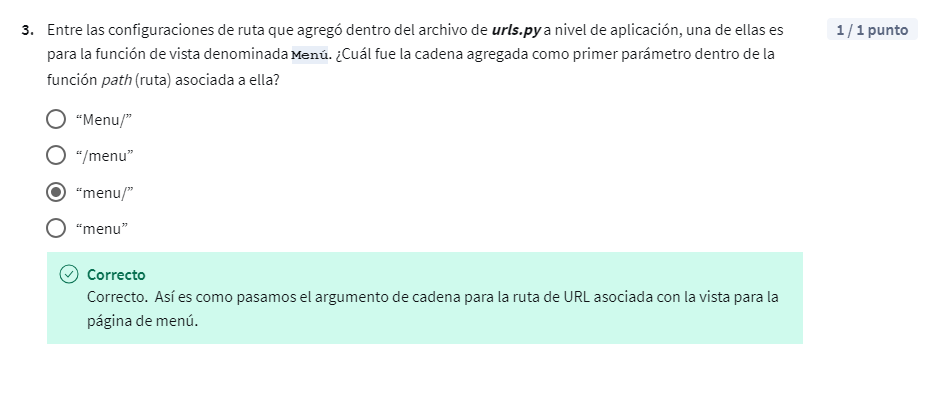 3. Entre las configuraciones de ruta que agregó dentro del archivo de urls.py a nivel de aplicación, una de ellas es
1 / 1 punto
para la función de vista denominada Menú. ¿Cuál fue la cadena agregada como primer parámetro dentro de la
función path (ruta) asociada a ella?
“Menu/”
“/menu”
“menu/”
“menu”
Correcto
Correcto. Así es como pasamos el argumento de cadena para la ruta de URL asociada con la vista para la
página de menú.